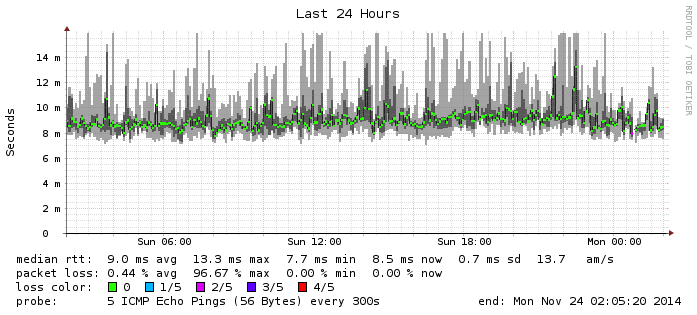 Last 24 Hours
RRDTOOL / TOBI OETIKER
Seconds
14 m
12 m
10 m
8 m
6 m
4 m
2 m
0
Sun 06:00 Sun 12:00 Sun 18:00 Mon 00:00
median rtt: 9.0 ms avg 13.3 ms max 7.7 ms min 8.5 ms now 0.7 ms sd 13.7 am/s
packet loss: 0.44 % avg 96.67 % max 0.00 % min 0.00 % now
loss color: 0 1/5 2/5 3/5 4/5
probe: 5 ICMP Echo Pings (56 Bytes) every 300s end: Mon Nov 24 02:05:20 2014